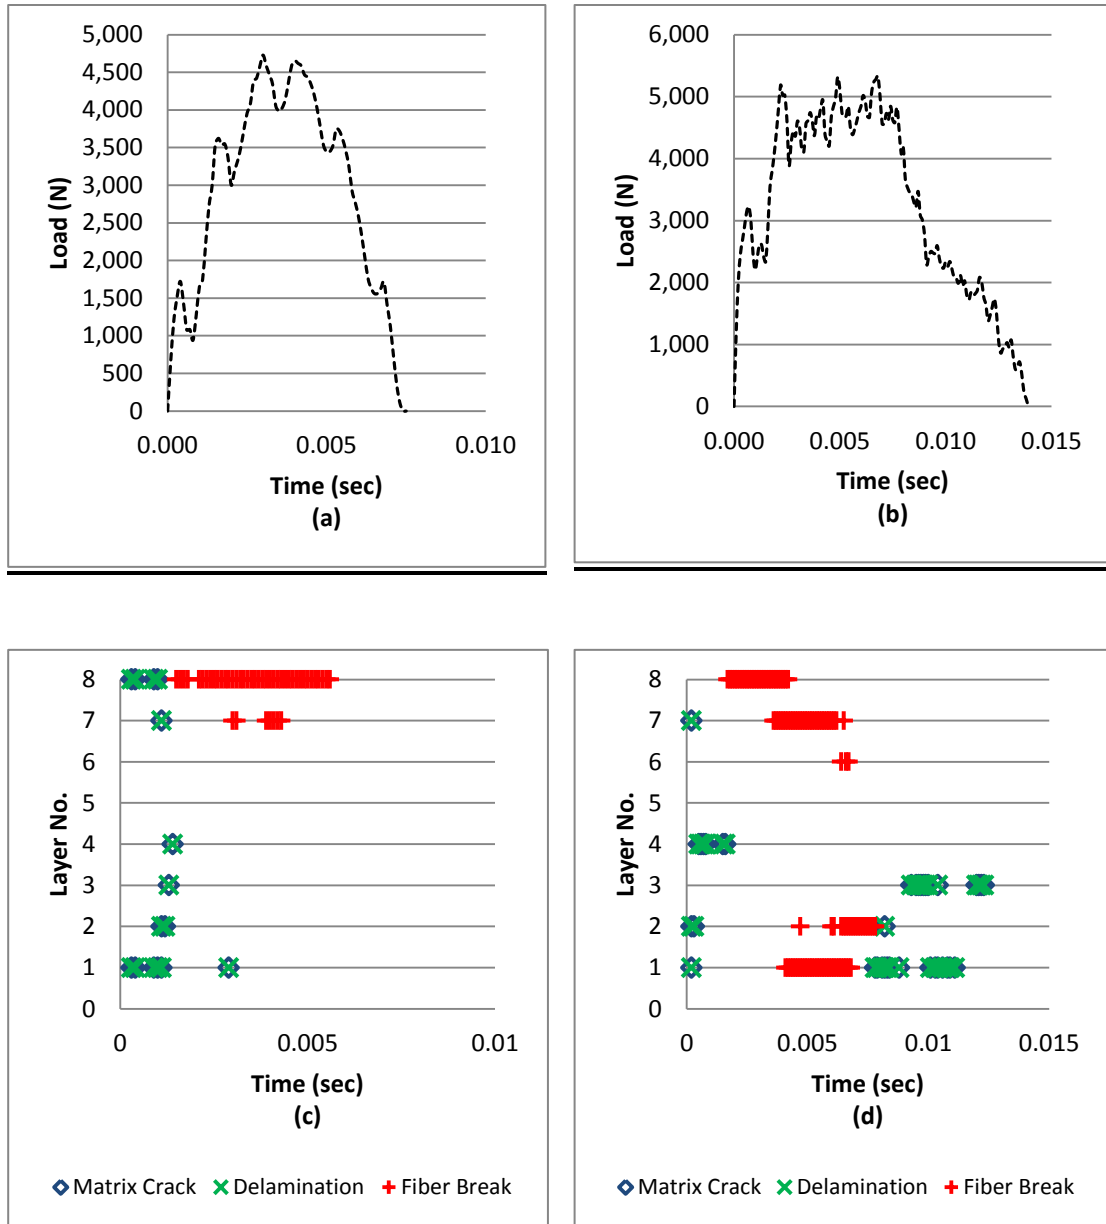 5,000
4,500
4,000
3,500
3,000
2,500
2,000
1,500
1,000
500
0
Load (N)
0.000 0.005 0.010
Time (sec)
(a)
6,000
5,000
4,000
3,000
2,000
1,000
0
Load (N)
0.000 0.005 0.010 0.015
Time (sec)
(b)
8
7
6
5
4
3
2
1
0
Layer No.
0 0.005 0.01
Time (sec)
(c)
Matrix Crack Delamination Fiber Break
8
7
6
5
4
3
2
1
0
Layer No.
0 0.005 0.01 0.015
Time (sec)
(d)
Matrix Crack Delamination Fiber Break